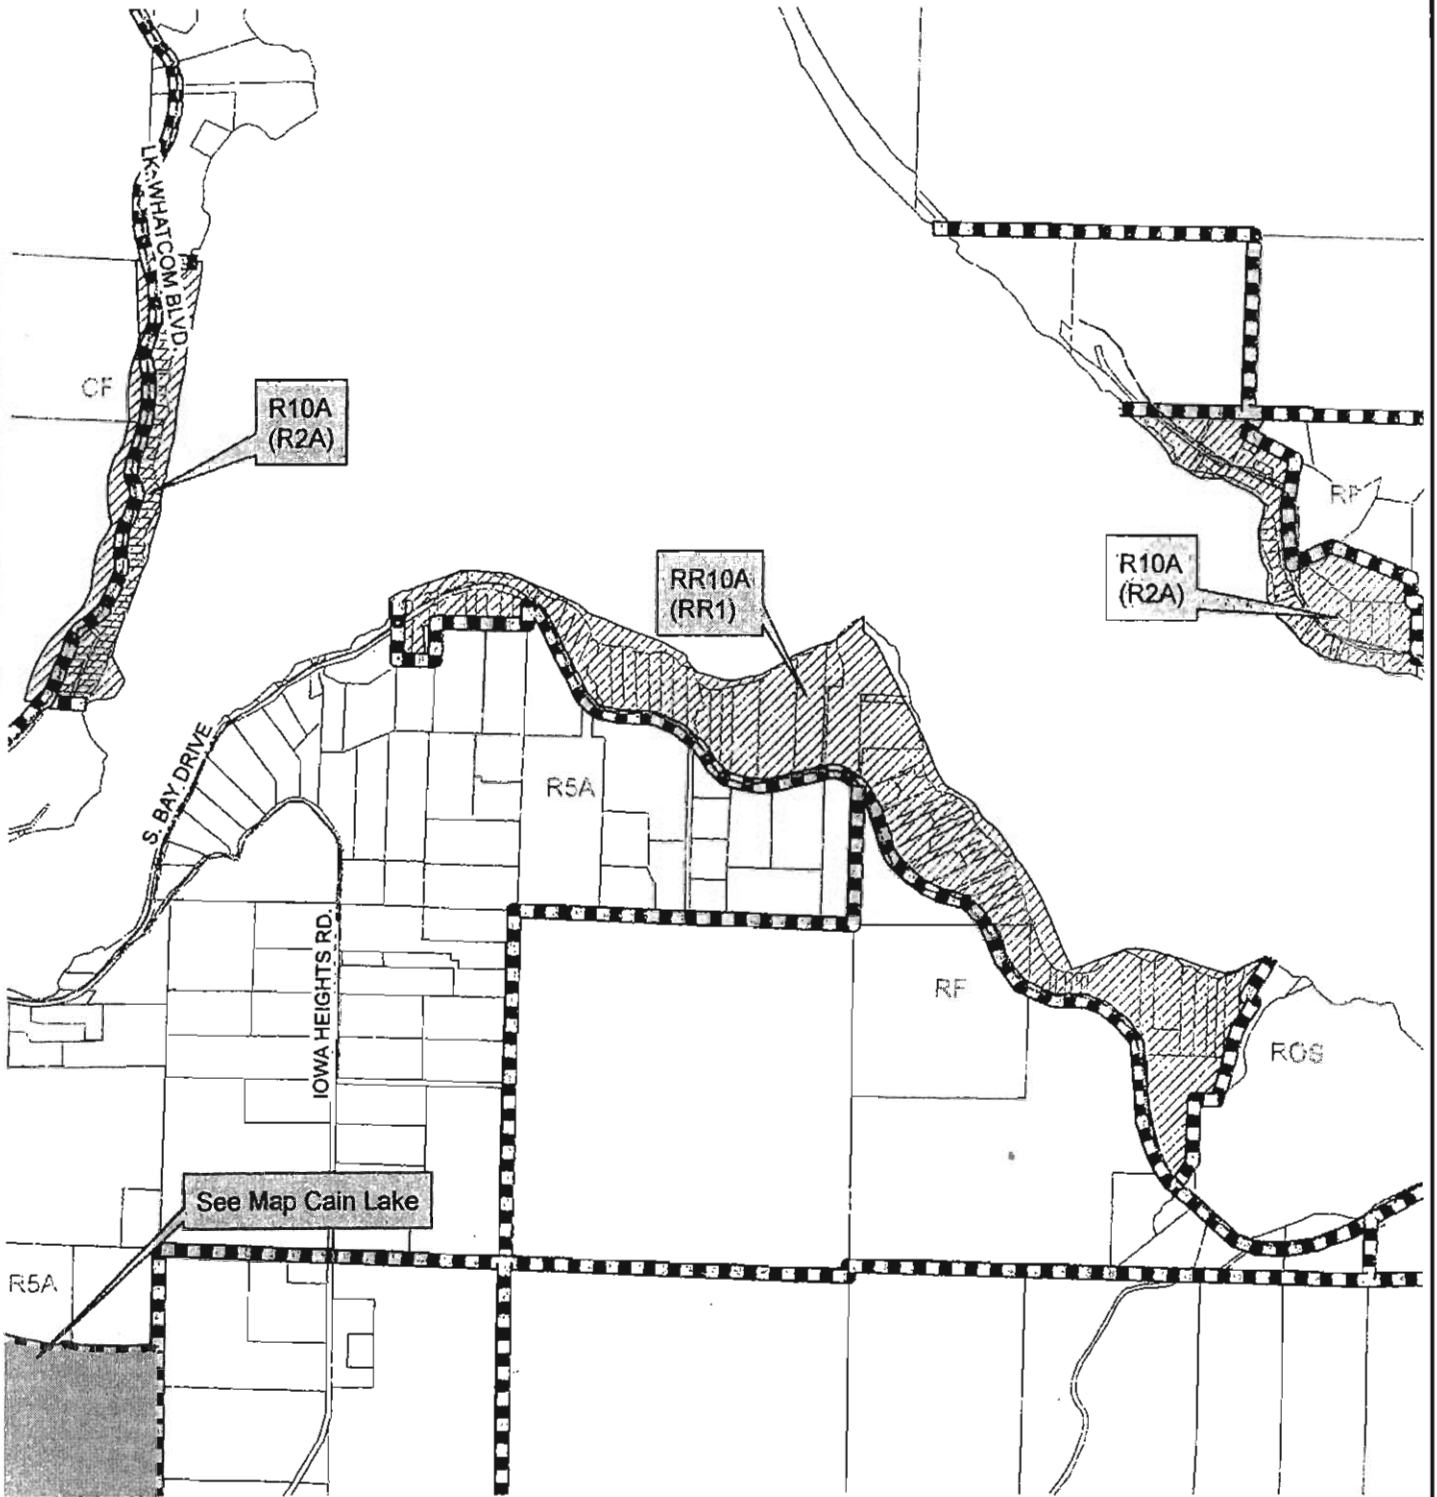 LK. WHATCOM BLVD.
CF
R10A
(R2A)
RR10A
(RR1)
R10A
(R2A)
RF
S. BAY DRIVE
R5A
IOWA HEIGHTS RD.
RF
ROS
See Map Cain Lake
R5A